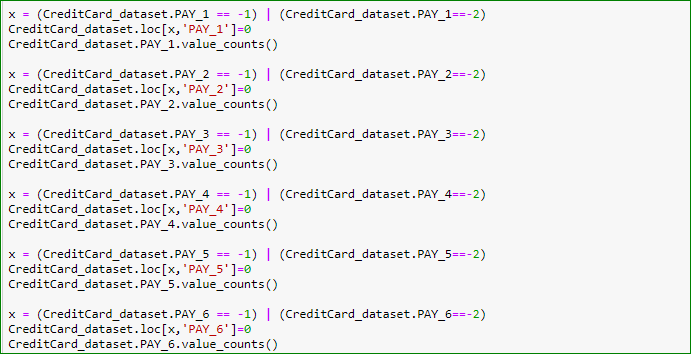 x = (CreditCard_dataset.PAY_1 == -1) | (CreditCard_dataset.PAY_1==-2)
CreditCard_dataset.loc[x,'PAY_1']=0
CreditCard_dataset.PAY_1.value_counts()

x = (CreditCard_dataset.PAY_2 == -1) | (CreditCard_dataset.PAY_2==-2)
CreditCard_dataset.loc[x,'PAY_2']=0
CreditCard_dataset.PAY_2.value_counts()

x = (CreditCard_dataset.PAY_3 == -1) | (CreditCard_dataset.PAY_3==-2)
CreditCard_dataset.loc[x,'PAY_3']=0
CreditCard_dataset.PAY_3.value_counts()

x = (CreditCard_dataset.PAY_4 == -1) | (CreditCard_dataset.PAY_4==-2)
CreditCard_dataset.loc[x,'PAY_4']=0
CreditCard_dataset.PAY_4.value_counts()

x = (CreditCard_dataset.PAY_5 == -1) | (CreditCard_dataset.PAY_5==-2)
CreditCard_dataset.loc[x,'PAY_5']=0
CreditCard_dataset.PAY_5.value_counts()

x = (CreditCard_dataset.PAY_6 == -1) | (CreditCard_dataset.PAY_6==-2)
CreditCard_dataset.loc[x,'PAY_6']=0
CreditCard_dataset.PAY_6.value_counts()